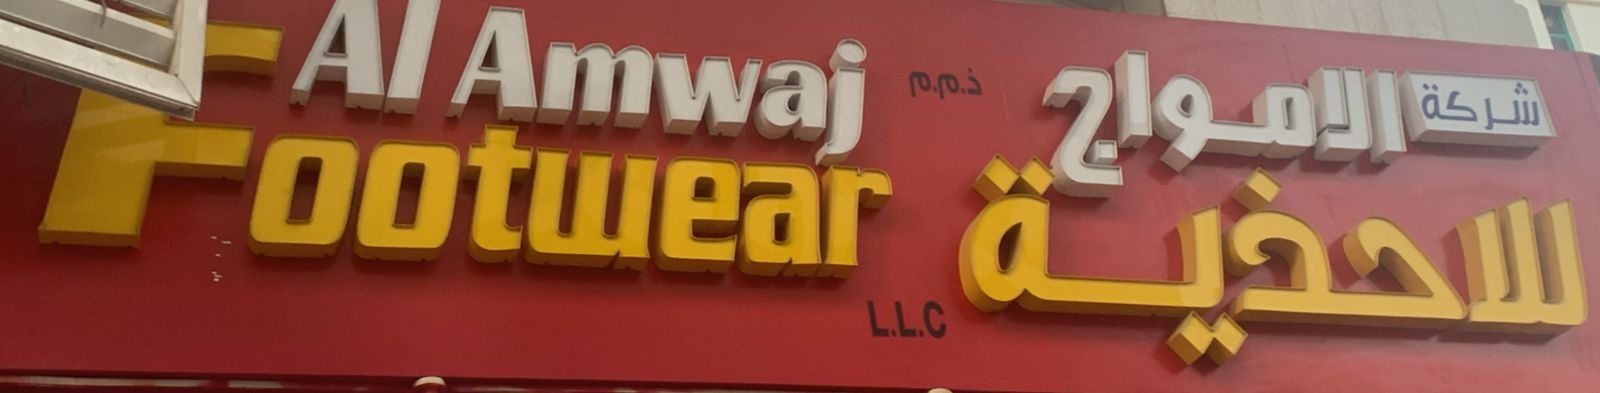 Al Amwaj
Footwear
L.L.C
شركة الامواج
للاحذية
ذ.م.م